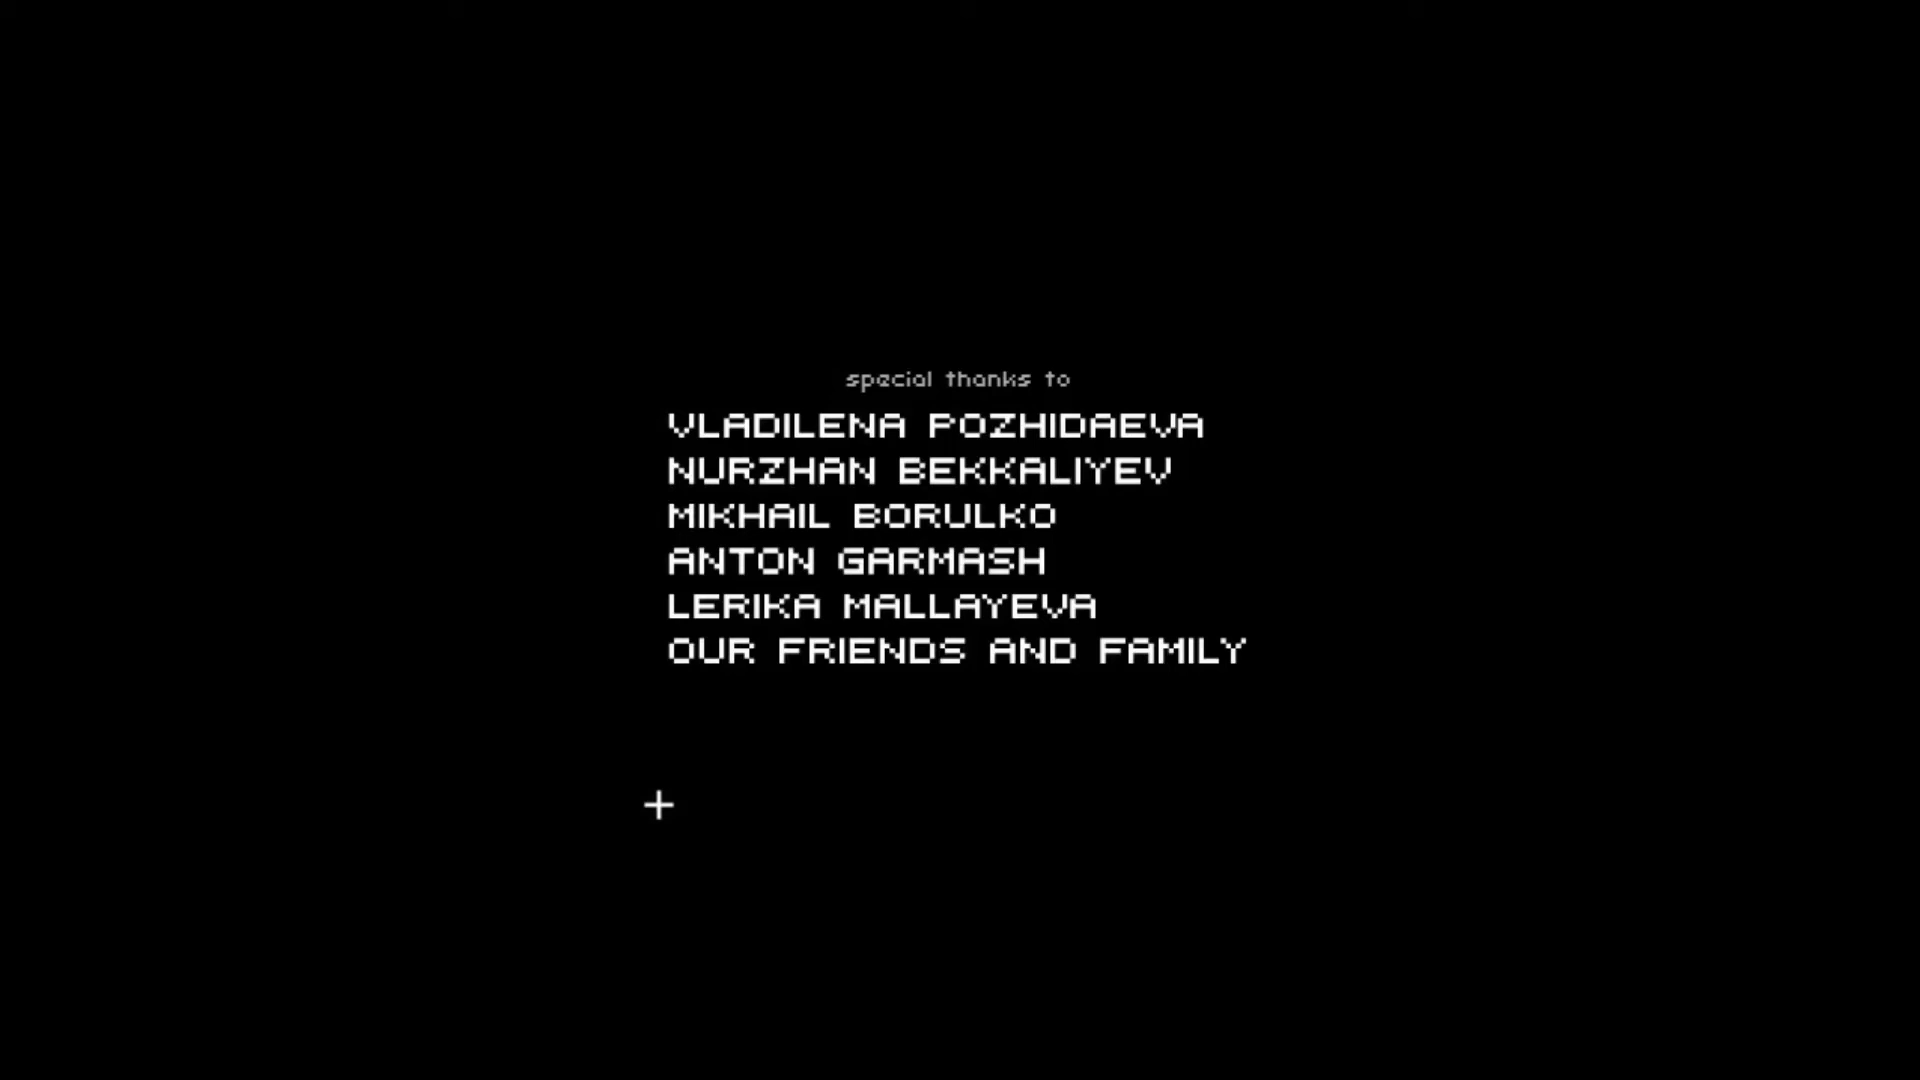 special thanks to
VLADILENA POZHIDAEVA
NURZHAN BEKKALIYEV
MIKHAIL BORULKO
ANTON GARMASH
LERIKA MALLAYEVA
OUR FRIENDS AND FAMILY